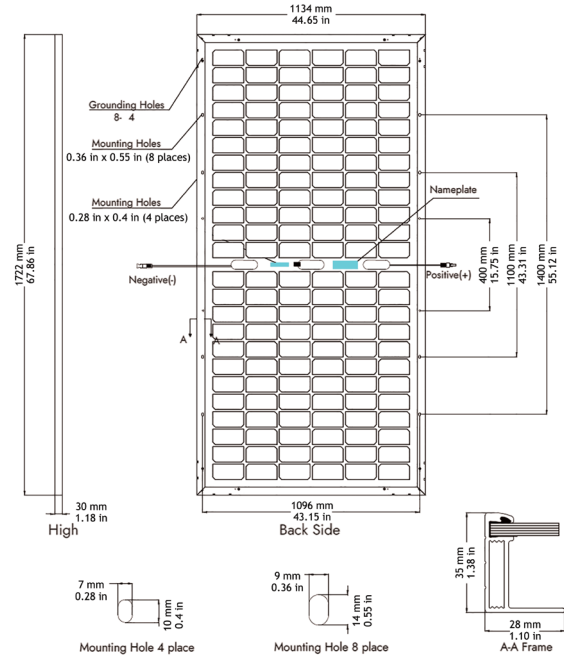 1134 mm
44.65 in
Grounding Holes
8- 4
Mounting Holes
0.36 in x 0.55 in (8 places)
Mounting Holes
0.28 in x 0.4 in (4 places)
Nameplate
1722 mm
67.86 in
400 mm
15.75 in
1100 mm
43.31 in
1400 mm
55.12 in
Negative(-)
Positive(+)
A
A
30 mm
1.18 in
High
1096 mm
43.15 in
Back Side
35 mm
1.38 in
28 mm
1.10 in
A-A Frame
7 mm
0.28 in
10 mm
0.4 in
Mounting Hole 4 place
9 mm
0.36 in
14 mm
0.55 in
Mounting Hole 8 place